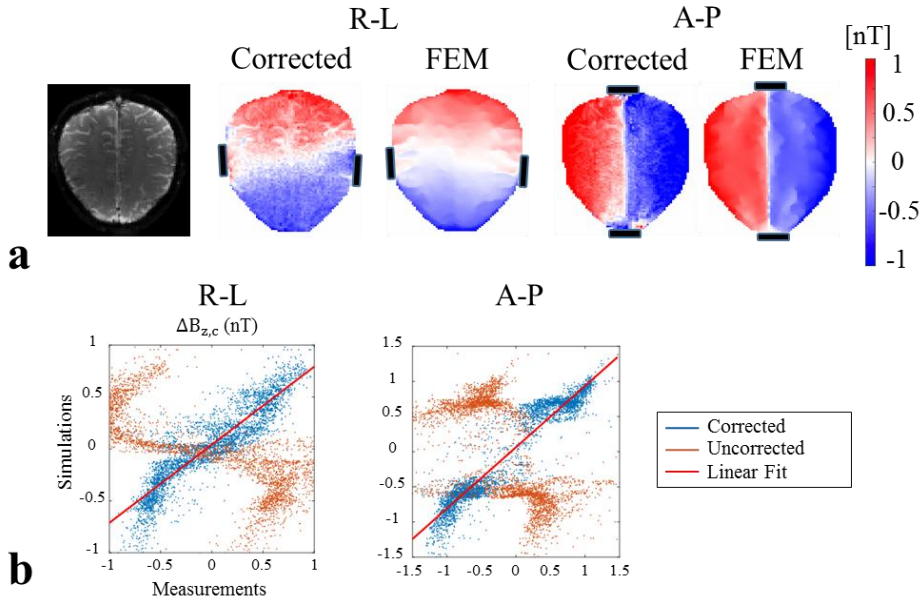 R-L A-P
Corrected FEM Corrected FEM
[nT]
1
0.5
0
-0.5
-1
a
R-L A-P
ΔB_z,c (nT)
1
0.5
0
-0.5
-1
Simulations
-1 -0.5 0 0.5 1
Measurements
1.5
1
0.5
0
-0.5
-1
-1.5
-1.5 -1 -0.5 0 0.5 1 1.5
Corrected
Uncorrected
Linear Fit
b